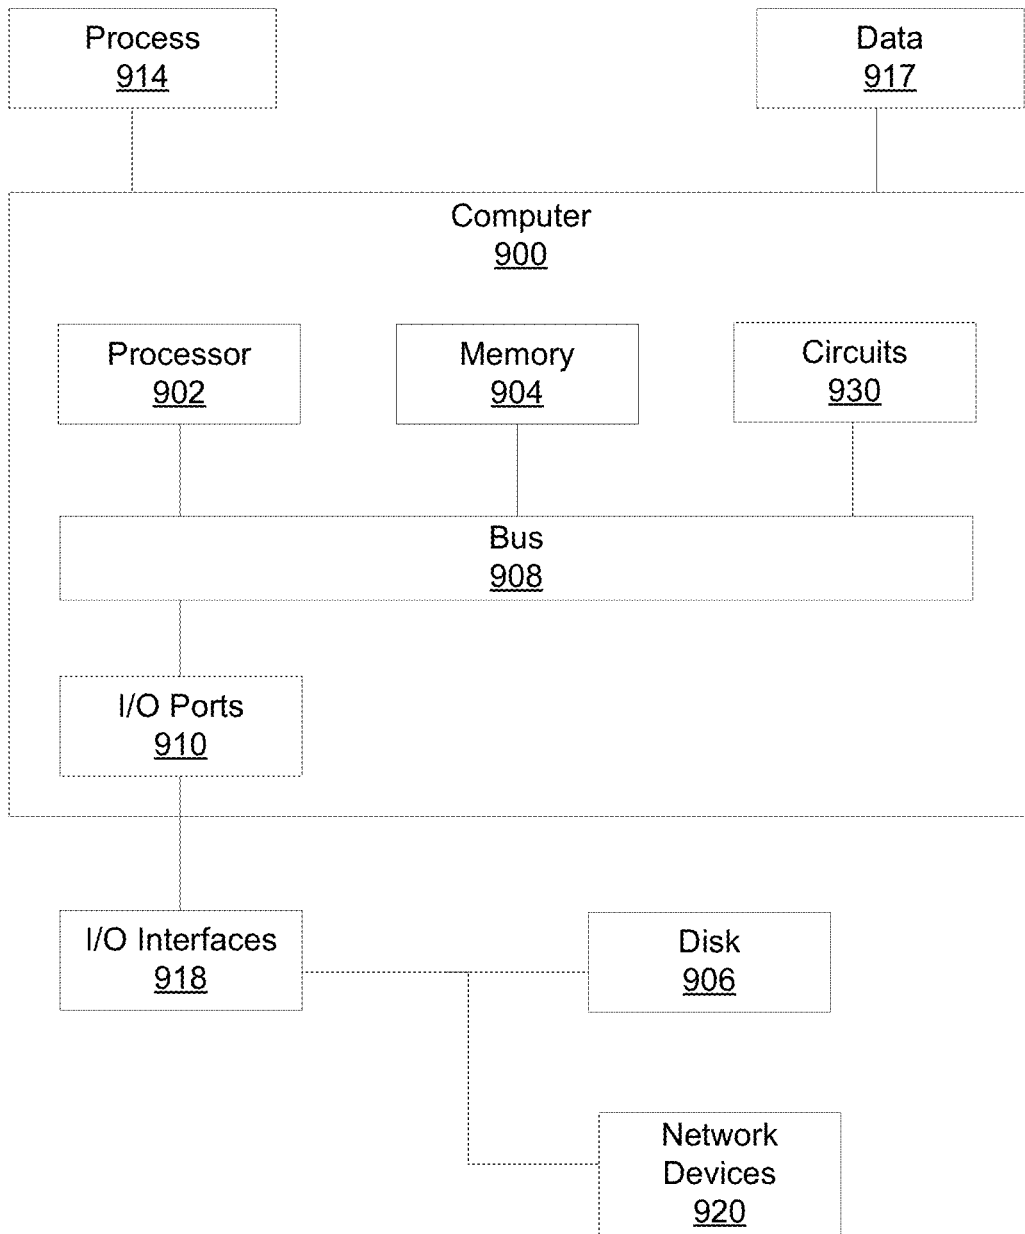 Process
914
Data
917
Computer
900
Processor
902
Memory
904
Circuits
930
Bus
908
I/O Ports
910
I/O Interfaces
918
Disk
906
Network
Devices
920